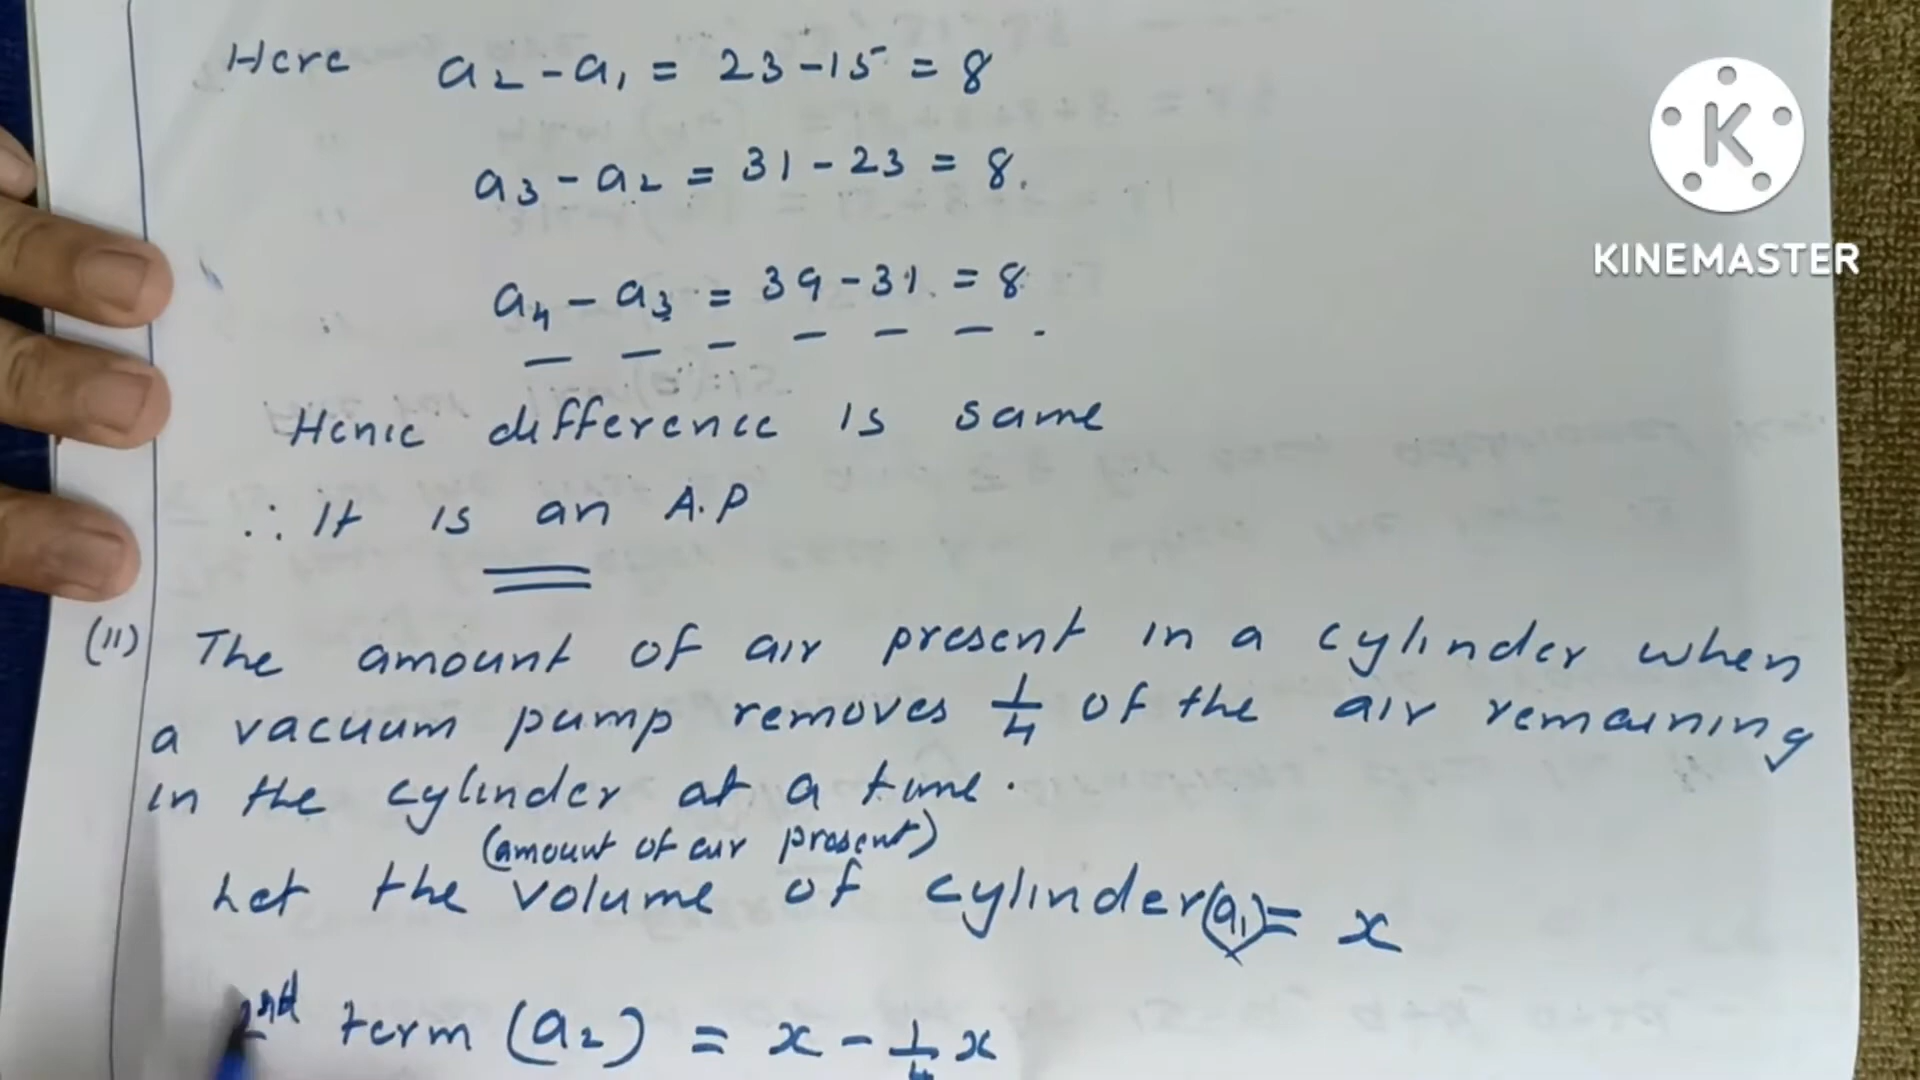 Here a₂ - a₁ = 23 - 15 = 8
a₃ - a₂ = 31 - 23 = 8.
a₄ - a₃ = 39 - 31 = 8
— — — — — — .
Henie difference is same
∴ It is an A.P
(11) The amount of air present in a cylinder when
a vacuum pump removes 1/4 of the air remaining
in the cylinder at a time.
(amount of air present)
Let the volume of cylinder (a₁) = x
2nd term (a₂) = x - 1/4 x
K
KINEMASTER